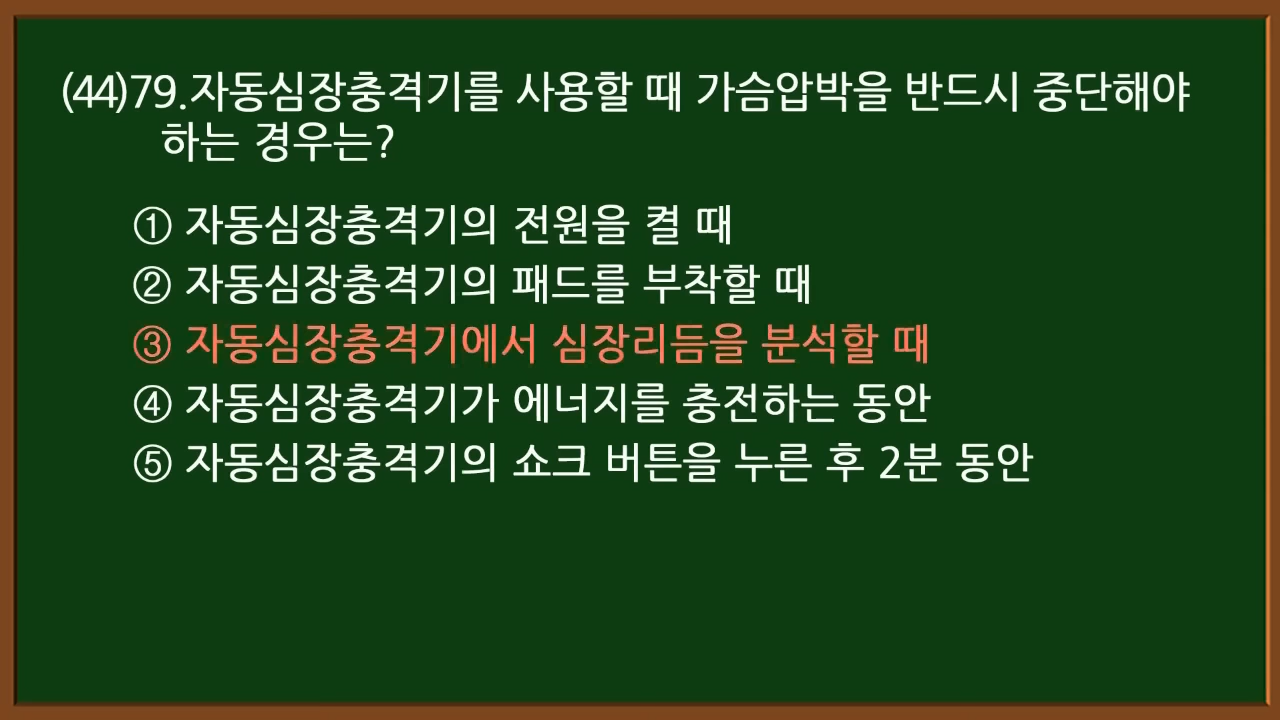 (44)79.자동심장충격기를 사용할 때 가슴압박을 반드시 중단해야
하는 경우는?
① 자동심장충격기의 전원을 켤 때
② 자동심장충격기의 패드를 부착할 때
③ 자동심장충격기에서 심장리듬을 분석할 때
④ 자동심장충격기가 에너지를 충전하는 동안
⑤ 자동심장충격기의 쇼크 버튼을 누른 후 2분 동안